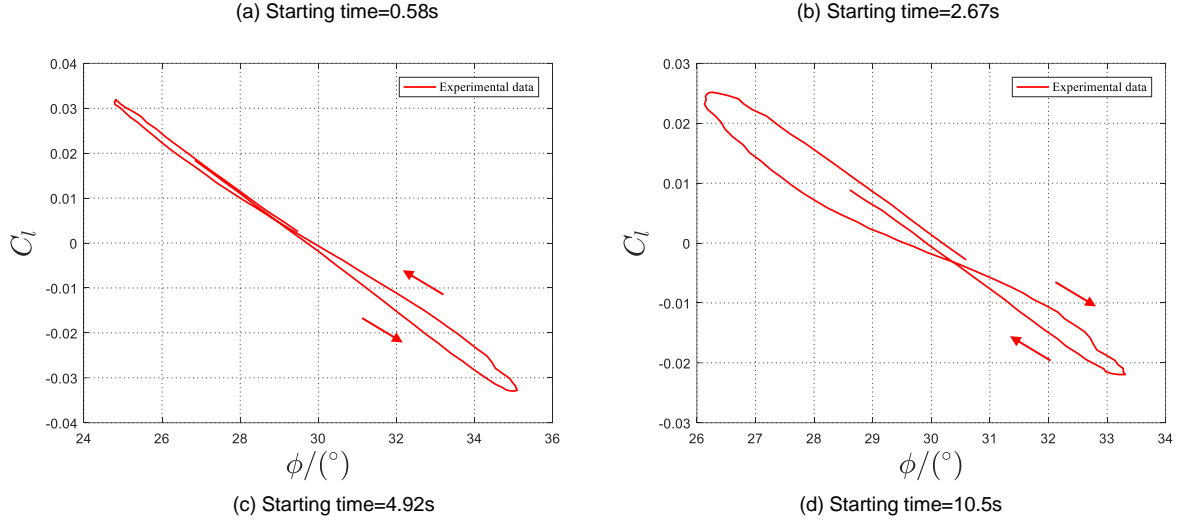 (a) Starting time=0.58s
(b) Starting time=2.67s
0.04
0.03
0.02
0.01
0
-0.01
-0.02
-0.03
-0.04
C_l
Experimental data
24 26 28 30 32 34 36
ϕ/(°)
(c) Starting time=4.92s
0.03
0.02
0.01
0
-0.01
-0.02
-0.03
C_l
Experimental data
26 27 28 29 30 31 32 33 34
ϕ/(°)
(d) Starting time=10.5s